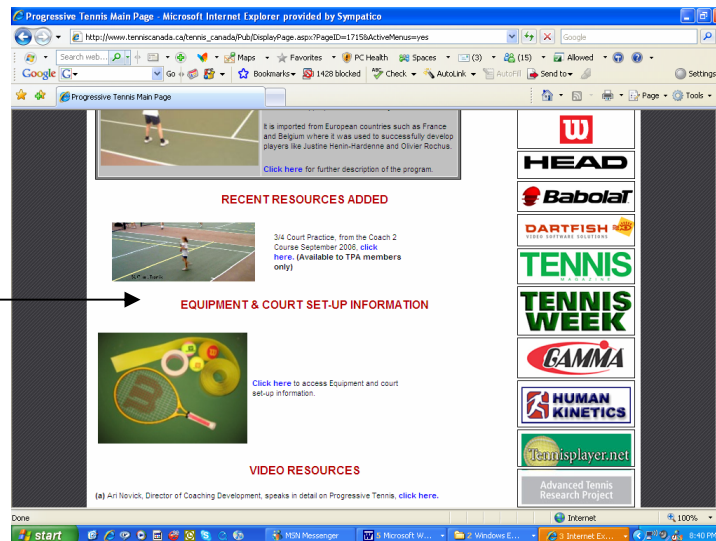 Progressive Tennis Main Page - Microsoft Internet Explorer provided by Sympatico
http://www.tenniscanada.ca/tennis_canada/Pub/DisplayPage.aspx?PageID=1715&ActiveMenus=yes
Google
Search web...
Maps
Favorites
PC Health
Spaces
(3)
(15)
Allowed
Google
G
Go
Bookmarks
1428 blocked
Check
AutoLink
AutoFill
Send to
Settings
Progressive Tennis Main Page
Page
Tools
It is imported from European countries such as France
and Belgium where it was used to successfully develop
players like Justine Henin-Hardenne and Olivier Rochus.
Click here for further description of the program.
RECENT RESOURCES ADDED
3/4 Court Practice, from the Coach 2
Course September 2006, click
here. (Available to TPA members
only)
EQUIPMENT & COURT SET-UP INFORMATION
Click here to access Equipment and court
set-up information.
VIDEO RESOURCES
(a) Ari Novick, Director of Coaching Development, speaks in detail on Progressive Tennis, click here.
W
HEAD
Babolat
DARTFISH
VIDEO SOFTWARE SOLUTIONS
TENNIS
MAGAZINE
TENNIS
WEEK
GAMMA
HUMAN
KINETICS
Tennisplayer.net
Advanced Tennis
Research Project
Done
Internet
100%
start
MSN Messenger
5 Microsoft W...
2 Windows E...
3 Internet Ex...
8:40 PM